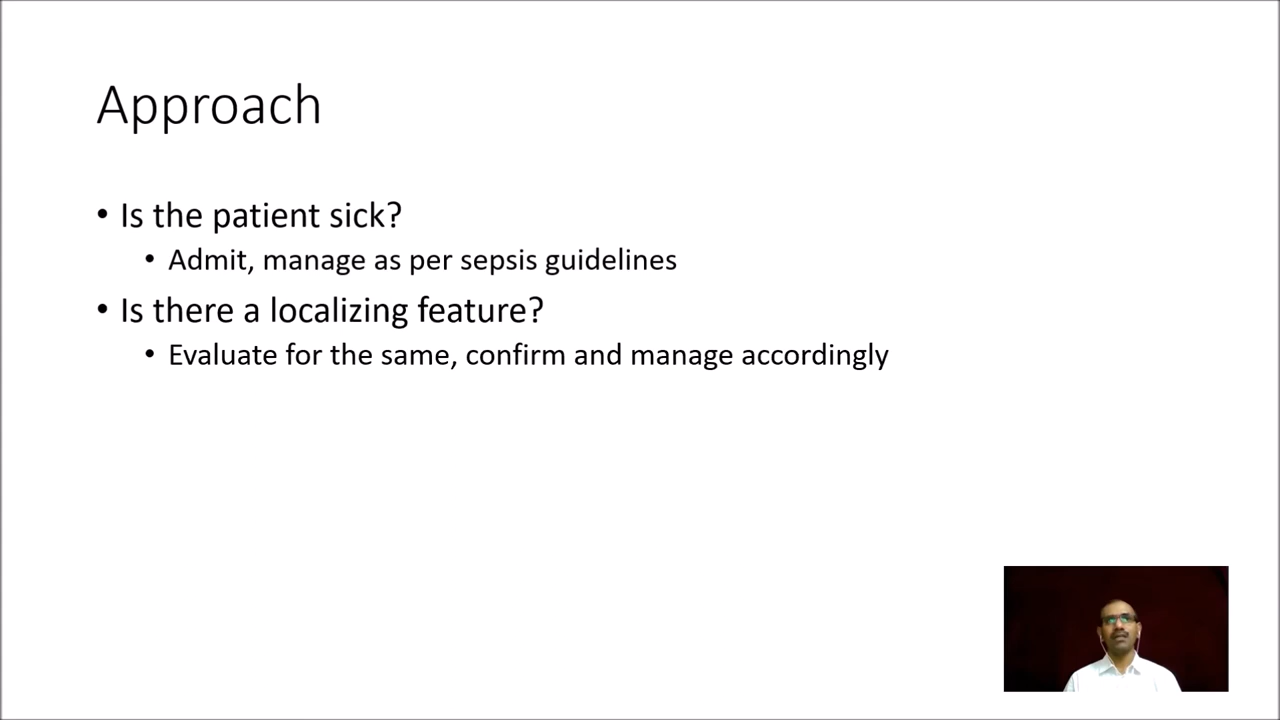 Approach
• Is the patient sick?
• Admit, manage as per sepsis guidelines
• Is there a localizing feature?
• Evaluate for the same, confirm and manage accordingly